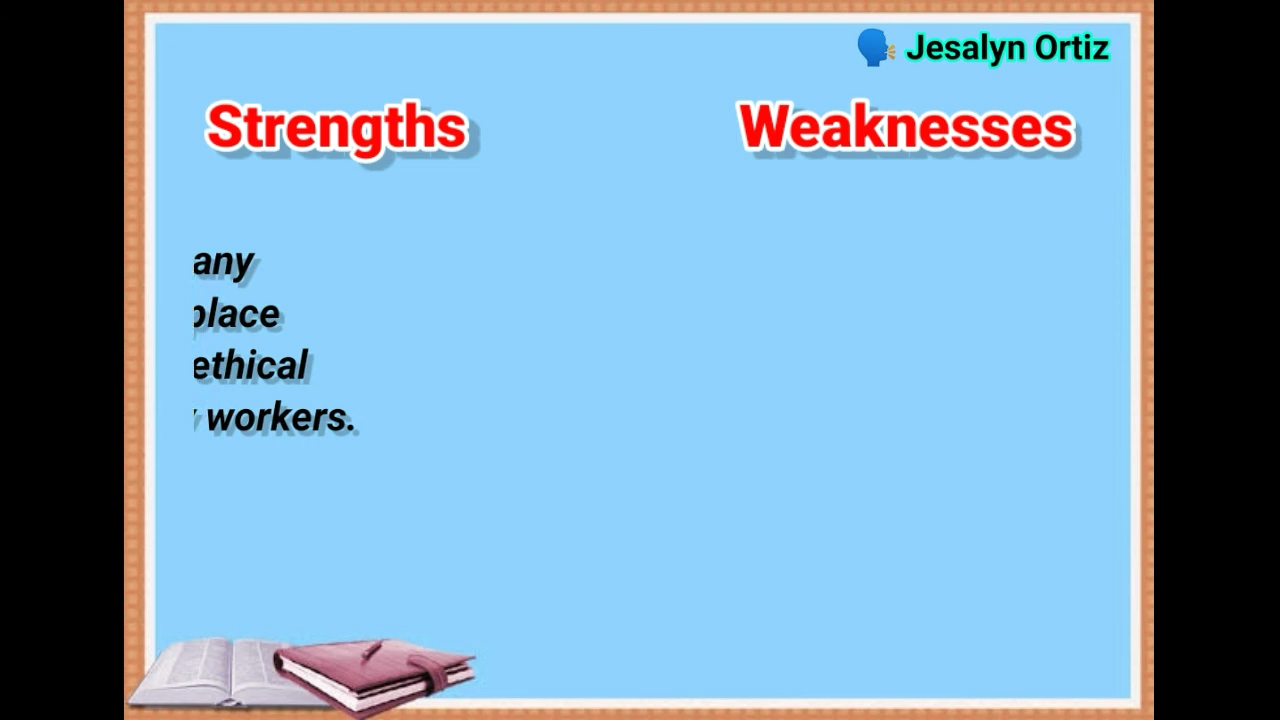 Jesalyn Ortiz
Strengths
Weaknesses
any
place
ethical
workers.